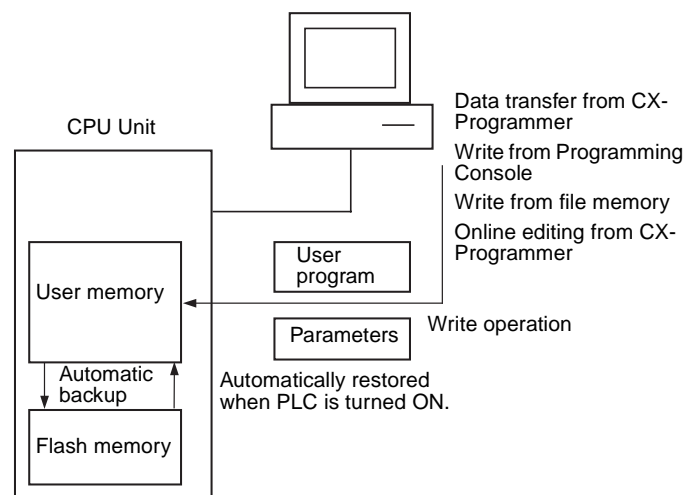 CPU Unit
Data transfer from CX-
Programmer
Write from Programming
Console
Write from file memory
Online editing from CX-
Programmer
User
program
User memory
Parameters
Write operation
Automatic
backup
Automatically restored
when PLC is turned ON.
Flash memory